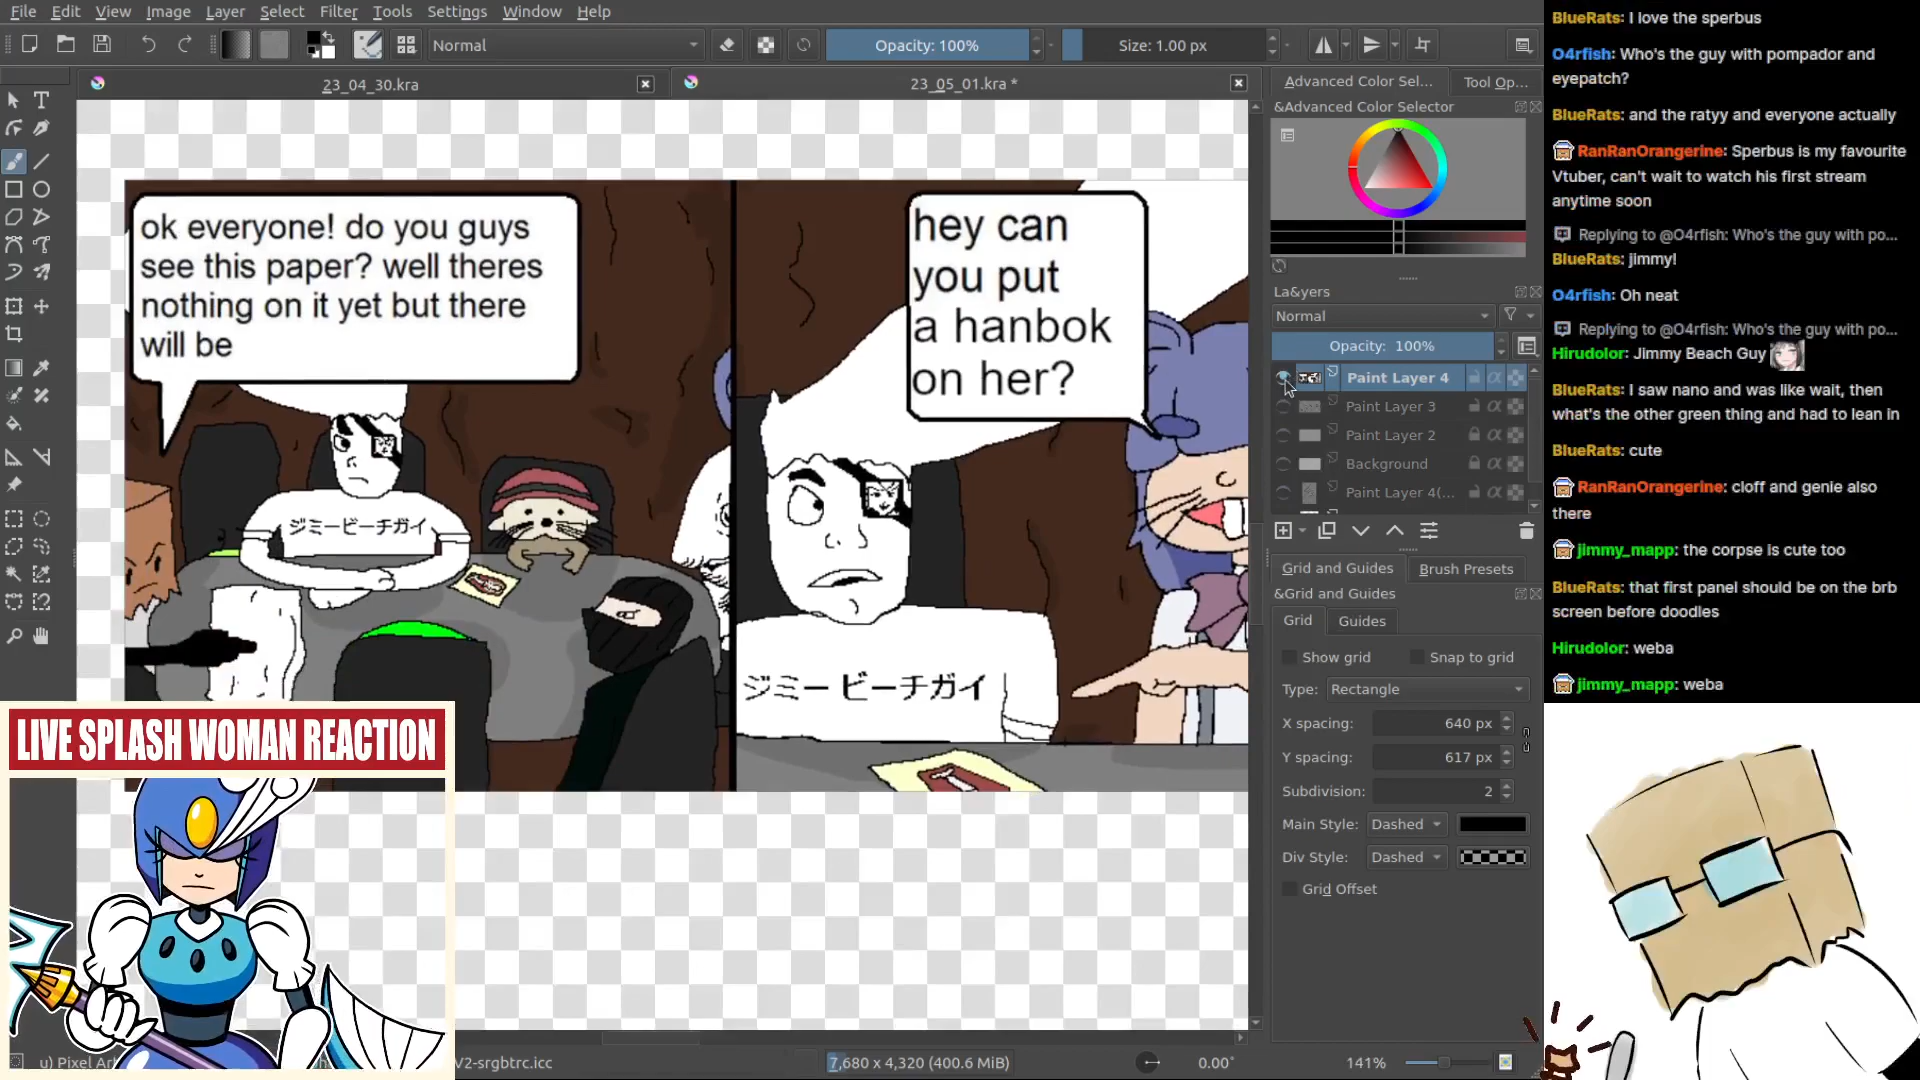 File Edit View Image Layer Select Filter Tools Settings Window Help
Normal
Opacity: 100%
Size: 1.00 px
23_04_30.kra
23_05_01.kra *
ok everyone! do you guys
see this paper? well theres
nothing on it yet but there
will be
hey can
you put
a hanbok
on her?
ジミービーチガイ
ジミービーチガイ
LIVE SPLASH WOMAN REACTION
u) Pixel Ar
V2-srgbtrc.icc
7,680 x 4,320 (400.6 MiB)
0.00°
141%
Advanced Color Sel...
Tool Op...
&Advanced Color Selector
La&yers
Normal
Opacity: 100%
Paint Layer 4
Paint Layer 3
Paint Layer 2
Background
Paint Layer 4(...
Grid and Guides
Brush Presets
&Grid and Guides
Grid
Guides
Show grid
Snap to grid
Type: Rectangle
X spacing: 640 px
Y spacing: 617 px
Subdivision: 2
Main Style: Dashed
Div Style: Dashed
Grid Offset
BlueRats: I love the sperbus
O4rfish: Who's the guy with pompador and
eyepatch?
BlueRats: and the ratyy and everyone actually
RanRanOrangerine: Sperbus is my favourite
Vtuber, can't wait to watch his first stream
anytime soon
Replying to @O4rfish: Who's the guy with po...
BlueRats: jimmy!
O4rfish: Oh neat
Replying to @O4rfish: Who's the guy with po...
Hirudolor: Jimmy Beach Guy
BlueRats: I saw nano and was like wait, then
what's the other green thing and had to lean in
BlueRats: cute
RanRanOrangerine: cloff and genie also
there
jimmy_mapp: the corpse is cute too
BlueRats: that first panel should be on the brb
screen before doodles
Hirudolor: weba
jimmy_mapp: weba